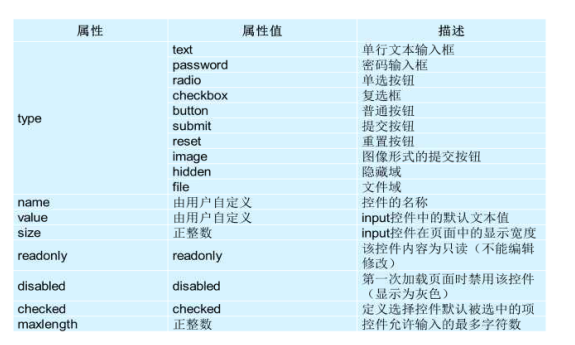 属性 属性值 描述
type text 单行文本输入框
password 密码输入框
radio 单选按钮
checkbox 复选框
button 普通按钮
submit 提交按钮
reset 重置按钮
image 图像形式的提交按钮
hidden 隐藏域
file 文件域
name 由用户自定义 控件的名称
value 由用户自定义 input控件中的默认文本值
size 正整数 input控件在页面中的显示宽度
readonly readonly 该控件内容为只读（不能编辑
修改）
disabled disabled 第一次加载页面时禁用该控件
（显示为灰色）
checked checked 定义选择控件默认被选中的项
maxlength 正整数 控件允许输入的最多字符数